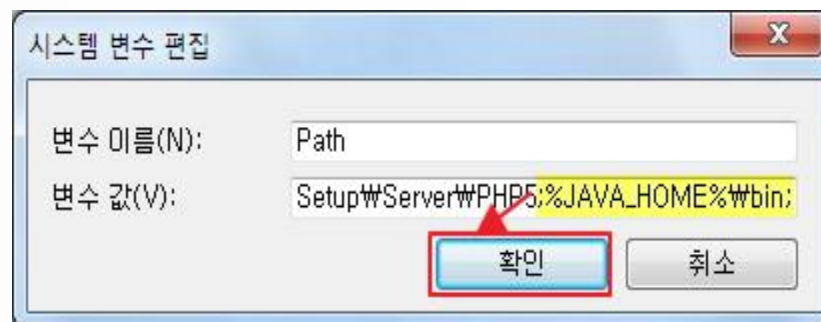 시스템 변수 편집
X
변수 이름(N):
Path
변수 값(V):
Setup₩Server₩PHP5;%JAVA_HOME%₩bin;
확인
취소